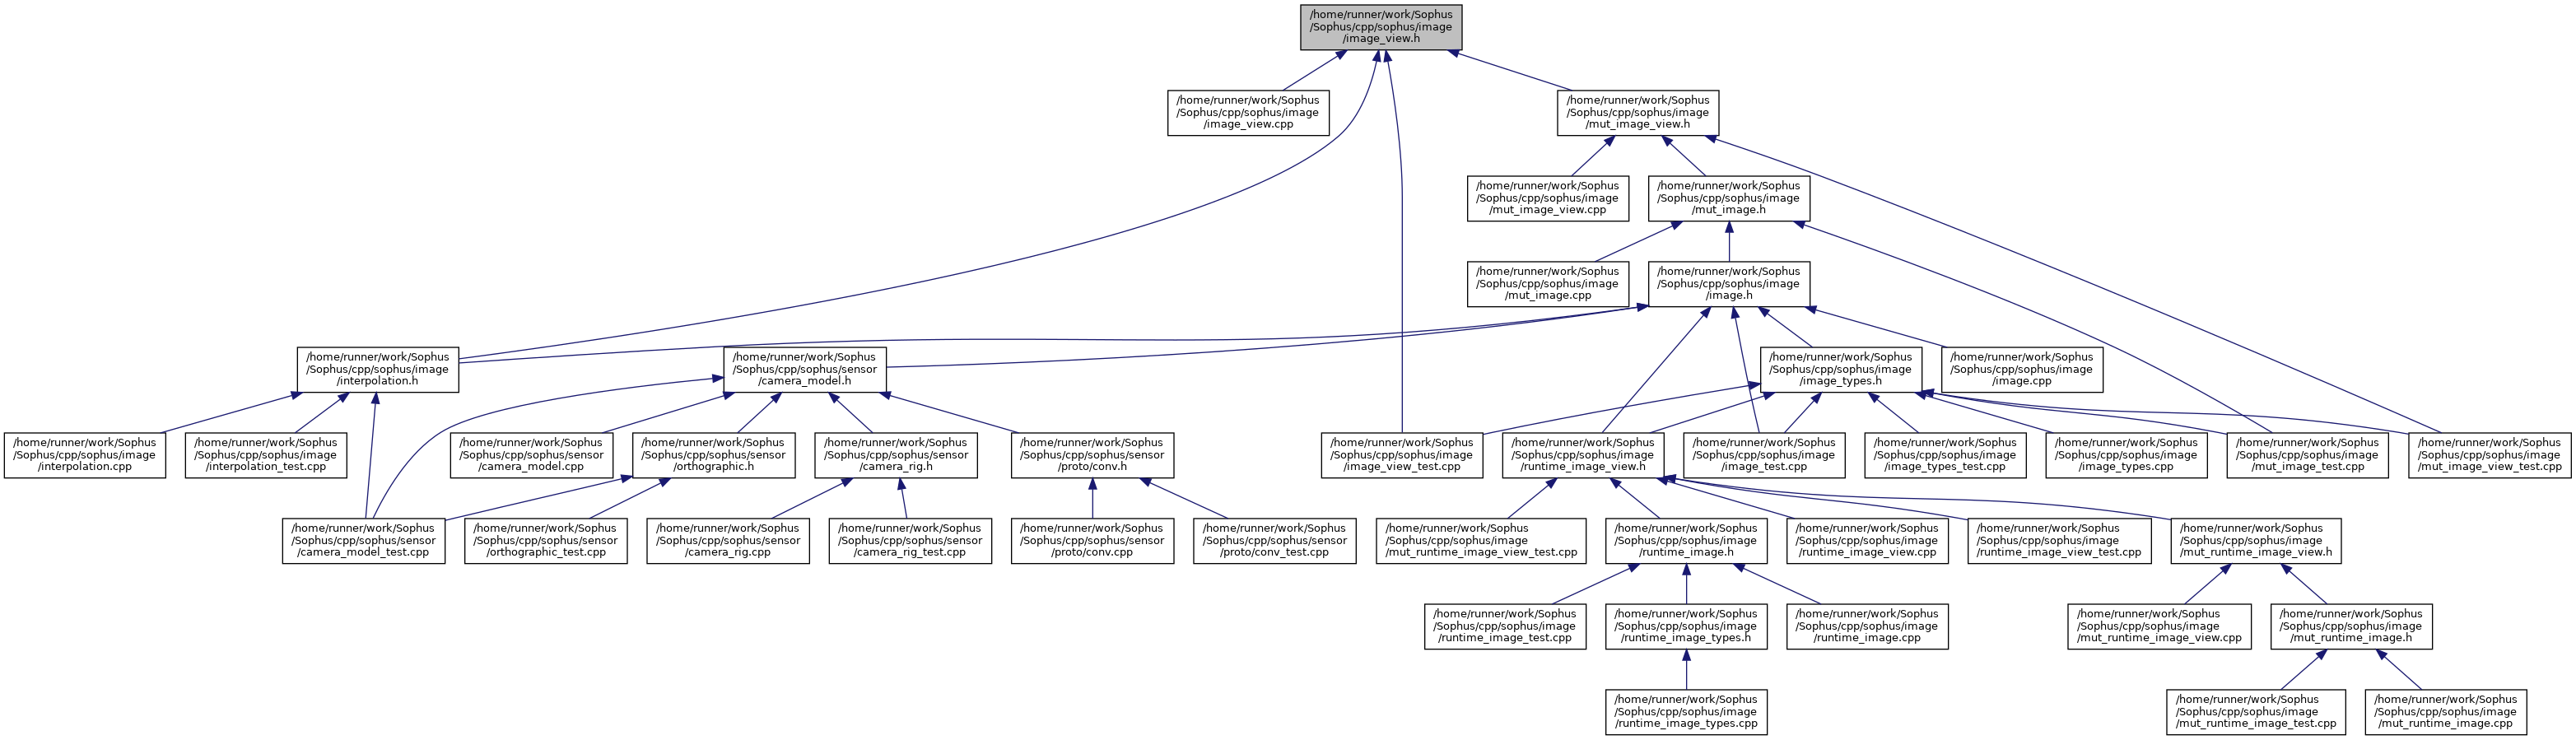 /home/runner/work/Sophus
/Sophus/cpp/sophus/image
/image_view.h
/home/runner/work/Sophus
/Sophus/cpp/sophus/image
/image_view.cpp
/home/runner/work/Sophus
/Sophus/cpp/sophus/image
/mut_image_view.h
/home/runner/work/Sophus
/Sophus/cpp/sophus/image
/mut_image_view.cpp
/home/runner/work/Sophus
/Sophus/cpp/sophus/image
/mut_image.h
/home/runner/work/Sophus
/Sophus/cpp/sophus/image
/mut_image.cpp
/home/runner/work/Sophus
/Sophus/cpp/sophus/image
/image.h
/home/runner/work/Sophus
/Sophus/cpp/sophus/image
/interpolation.h
/home/runner/work/Sophus
/Sophus/cpp/sophus/sensor
/camera_model.h
/home/runner/work/Sophus
/Sophus/cpp/sophus/image
/image_types.h
/home/runner/work/Sophus
/Sophus/cpp/sophus/image
/image.cpp
/home/runner/work/Sophus
/Sophus/cpp/sophus/image
/interpolation.cpp
/home/runner/work/Sophus
/Sophus/cpp/sophus/image
/interpolation_test.cpp
/home/runner/work/Sophus
/Sophus/cpp/sophus/sensor
/camera_model.cpp
/home/runner/work/Sophus
/Sophus/cpp/sophus/sensor
/orthographic.h
/home/runner/work/Sophus
/Sophus/cpp/sophus/sensor
/camera_rig.h
/home/runner/work/Sophus
/Sophus/cpp/sophus/sensor
/proto/conv.h
/home/runner/work/Sophus
/Sophus/cpp/sophus/image
/image_view_test.cpp
/home/runner/work/Sophus
/Sophus/cpp/sophus/image
/runtime_image_view.h
/home/runner/work/Sophus
/Sophus/cpp/sophus/image
/image_test.cpp
/home/runner/work/Sophus
/Sophus/cpp/sophus/image
/image_types_test.cpp
/home/runner/work/Sophus
/Sophus/cpp/sophus/image
/image_types.cpp
/home/runner/work/Sophus
/Sophus/cpp/sophus/image
/mut_image_test.cpp
/home/runner/work/Sophus
/Sophus/cpp/sophus/image
/mut_image_view_test.cpp
/home/runner/work/Sophus
/Sophus/cpp/sophus/sensor
/camera_model_test.cpp
/home/runner/work/Sophus
/Sophus/cpp/sophus/sensor
/orthographic_test.cpp
/home/runner/work/Sophus
/Sophus/cpp/sophus/sensor
/camera_rig.cpp
/home/runner/work/Sophus
/Sophus/cpp/sophus/sensor
/camera_rig_test.cpp
/home/runner/work/Sophus
/Sophus/cpp/sophus/sensor
/proto/conv.cpp
/home/runner/work/Sophus
/Sophus/cpp/sophus/sensor
/proto/conv_test.cpp
/home/runner/work/Sophus
/Sophus/cpp/sophus/image
/mut_runtime_image_view_test.cpp
/home/runner/work/Sophus
/Sophus/cpp/sophus/image
/runtime_image.h
/home/runner/work/Sophus
/Sophus/cpp/sophus/image
/runtime_image_view.cpp
/home/runner/work/Sophus
/Sophus/cpp/sophus/image
/runtime_image_view_test.cpp
/home/runner/work/Sophus
/Sophus/cpp/sophus/image
/mut_runtime_image_view.h
/home/runner/work/Sophus
/Sophus/cpp/sophus/image
/runtime_image_test.cpp
/home/runner/work/Sophus
/Sophus/cpp/sophus/image
/runtime_image_types.h
/home/runner/work/Sophus
/Sophus/cpp/sophus/image
/runtime_image.cpp
/home/runner/work/Sophus
/Sophus/cpp/sophus/image
/mut_runtime_image_view.cpp
/home/runner/work/Sophus
/Sophus/cpp/sophus/image
/mut_runtime_image.h
/home/runner/work/Sophus
/Sophus/cpp/sophus/image
/runtime_image_types.cpp
/home/runner/work/Sophus
/Sophus/cpp/sophus/image
/mut_runtime_image_test.cpp
/home/runner/work/Sophus
/Sophus/cpp/sophus/image
/mut_runtime_image.cpp